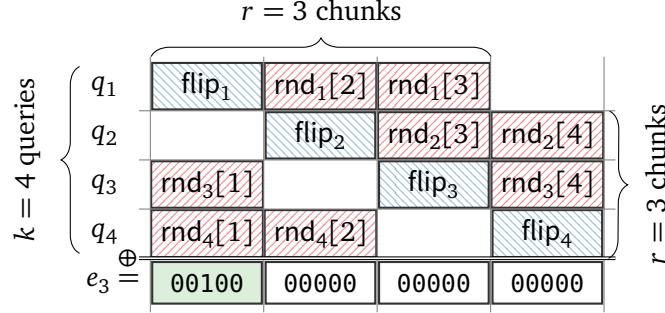 r = 3 chunks
k = 4 queries
q₁ flip₁ rnd₁[2] rnd₁[3]
q₂ flip₂ rnd₂[3] rnd₂[4]
q₃ rnd₃[1] flip₃ rnd₃[4]
q₄ rnd₄[1] rnd₄[2] flip₄
⊕
e₃ = 00100 00000 00000 00000
r = 3 chunks